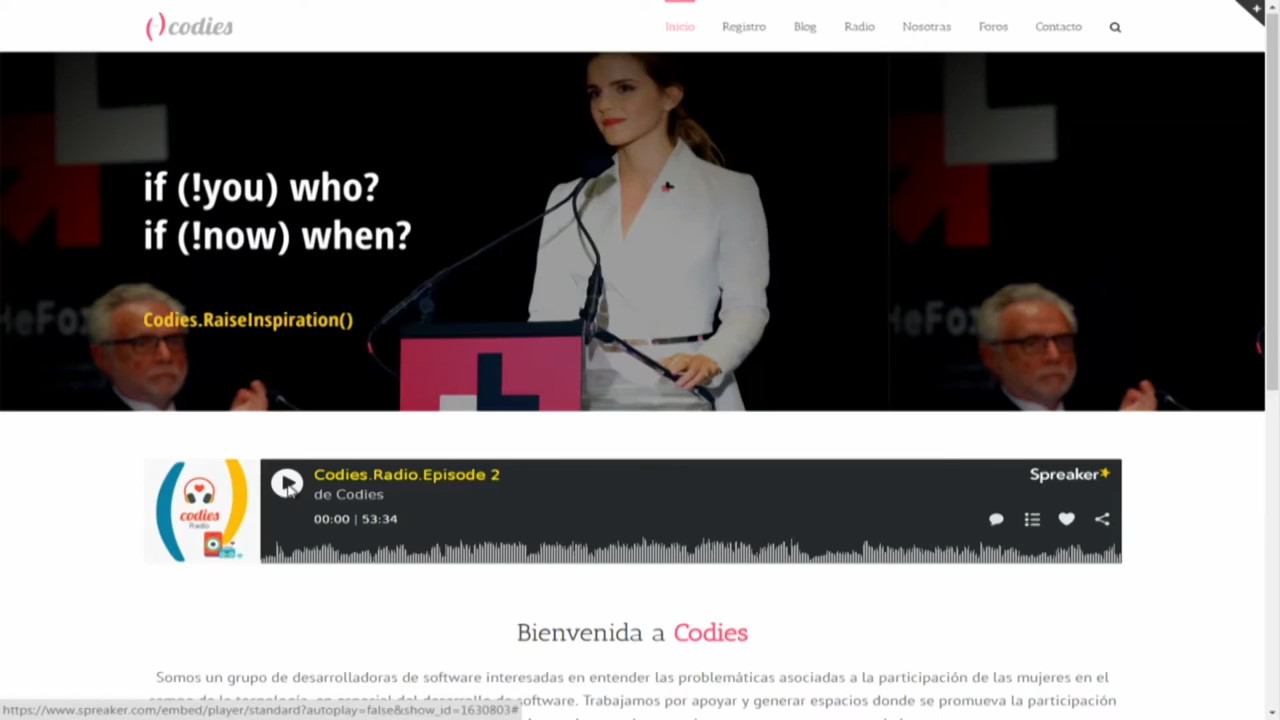 (·)codies
Inicio Registro Blog Radio Nosotras Foros Contacto
if (!you) who?
if (!now) when?
Codies.RaiseInspiration()
HeFo
HeFo
codies
Radio
Codies.Radio.Episode 2
de Codies
00:00 | 53:34
Spreaker
Bienvenida a Codies
Somos un grupo de desarrolladoras de software interesadas en entender las problemáticas asociadas a la participación de las mujeres en el
software. Trabajamos por apoyar y generar espacios donde se promueva la participación
https://www.spreaker.com/embed/player/standard?autoplay=false&show_id=1630803#